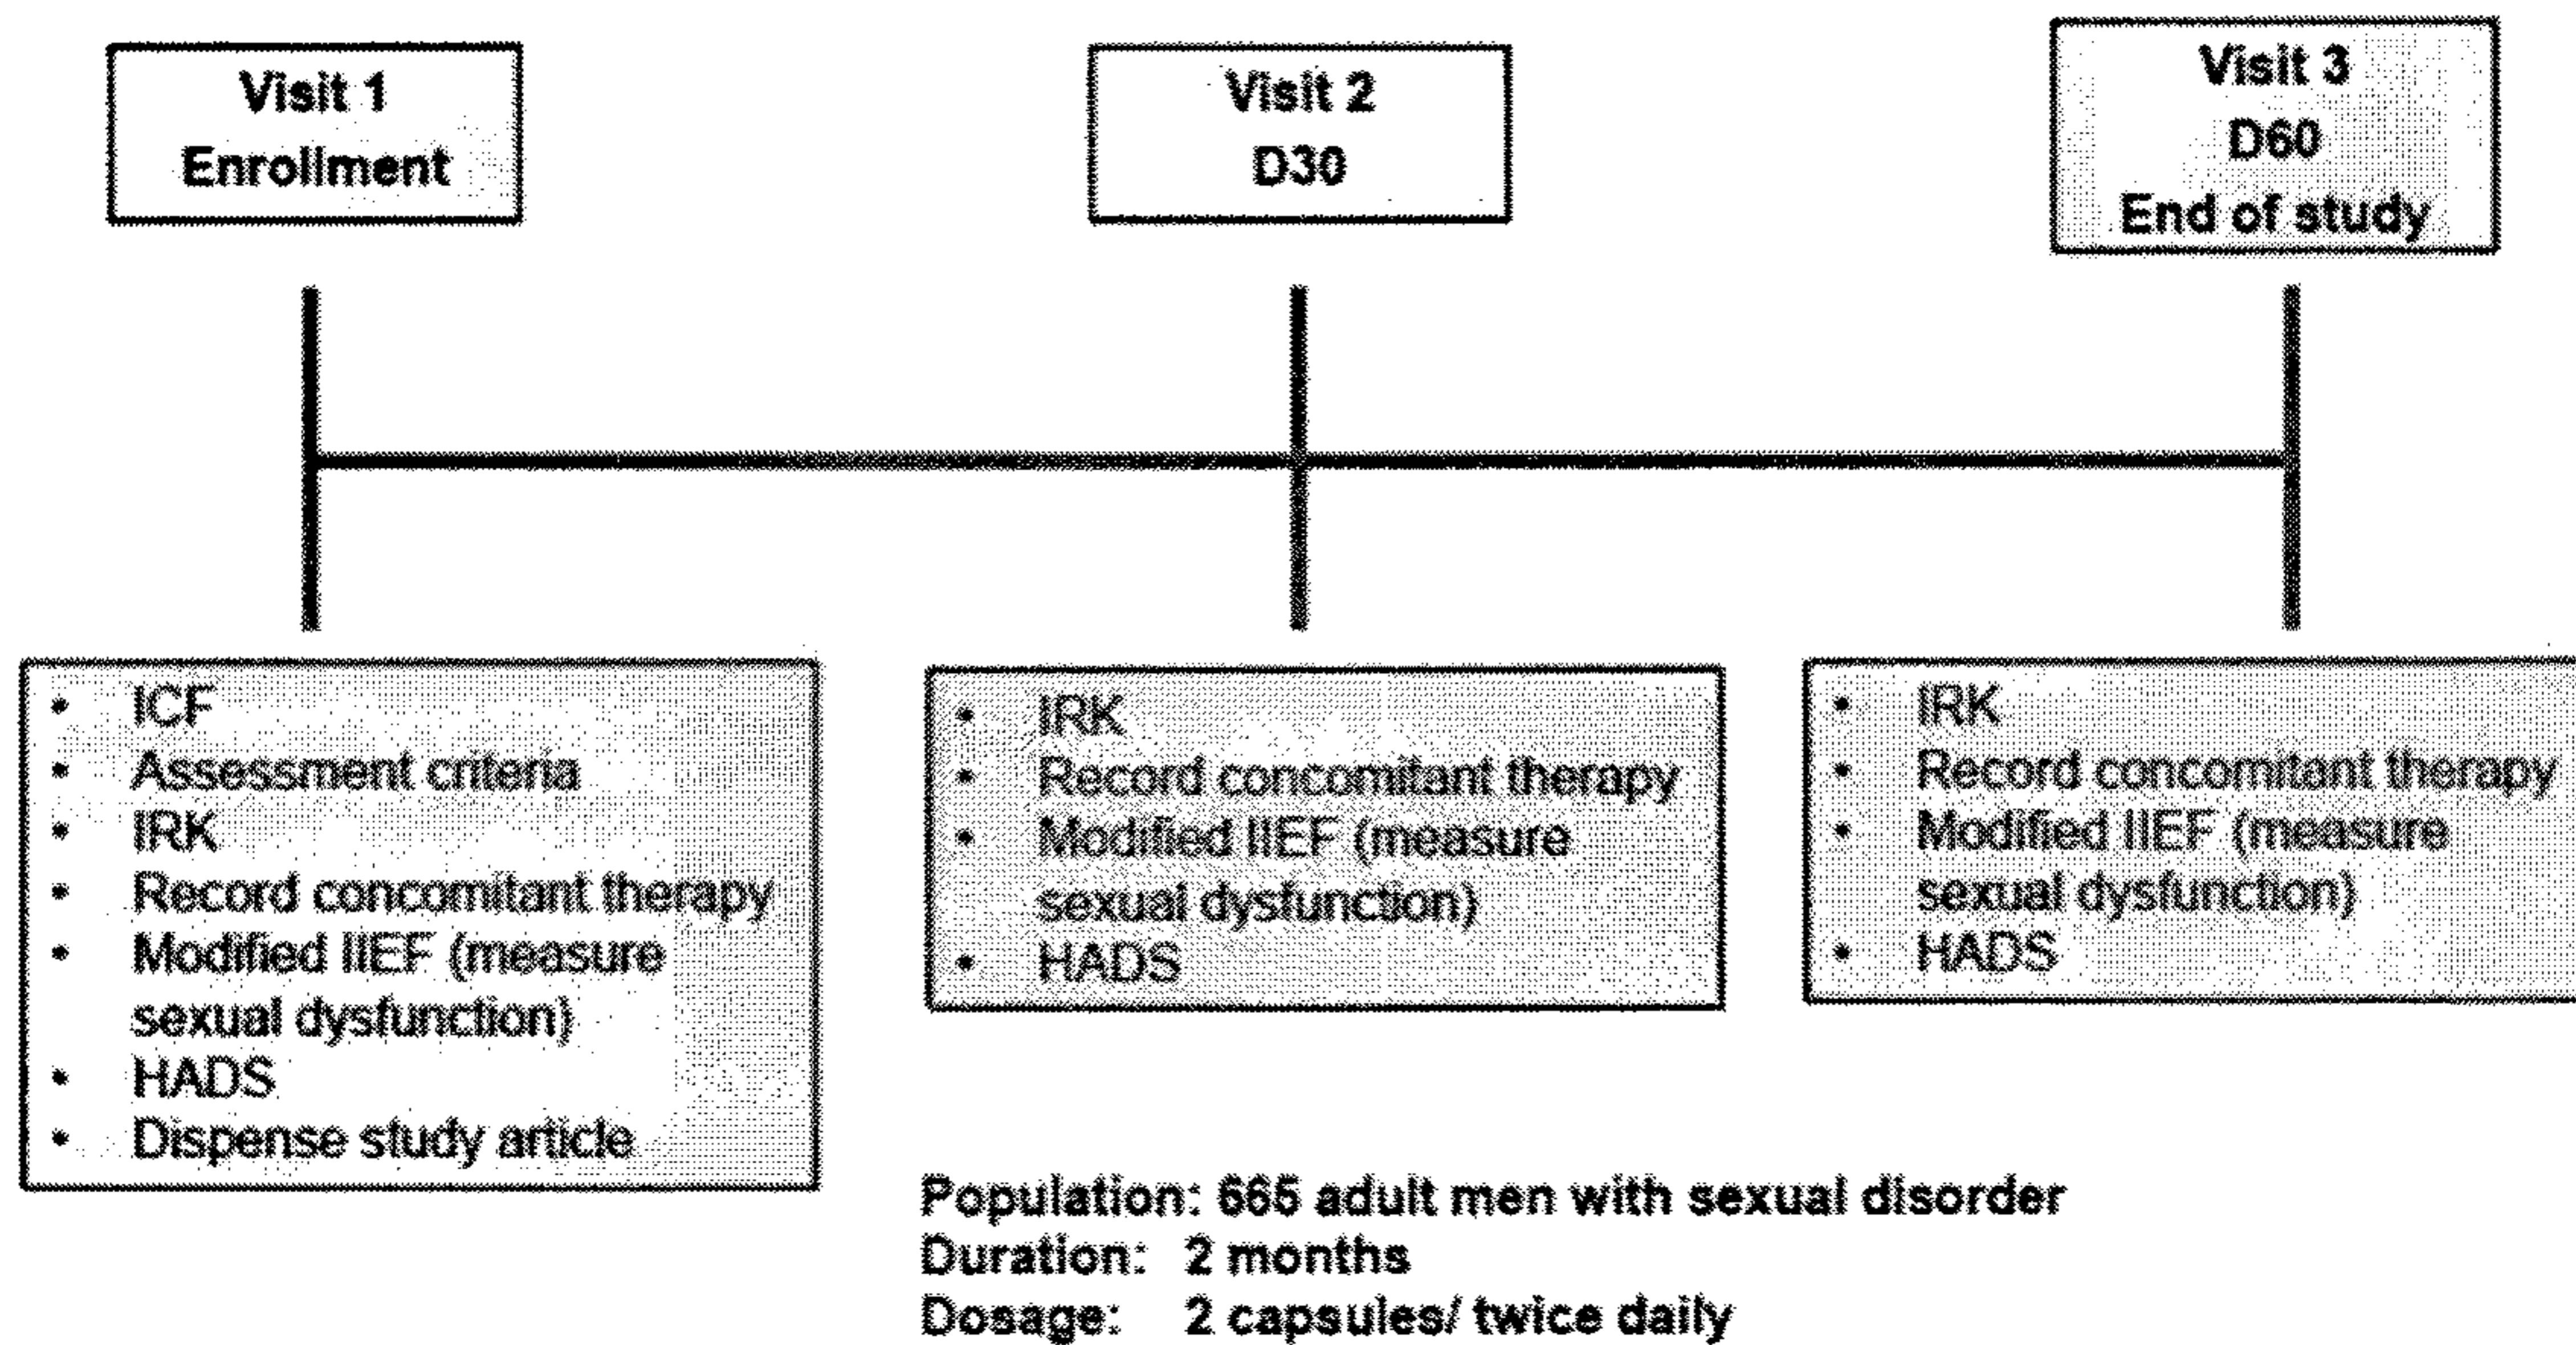 Visit 1
Enrollment
Visit 2
D30
Visit 3
D60
End of study
• ICF
• Assessment criteria
• IRK
• Record concomitant therapy
• Modified IIEF (measure
sexual dysfunction)
• HADS
• Dispense study article
• IRK
• Record concomitant therapy
• Modified IIEF (measure
sexual dysfunction)
• HADS
• IRK
• Record concomitant therapy
• Modified IIEF (measure
sexual dysfunction)
• HADS
Population: 665 adult men with sexual disorder
Duration: 2 months
Dosage: 2 capsules/ twice daily